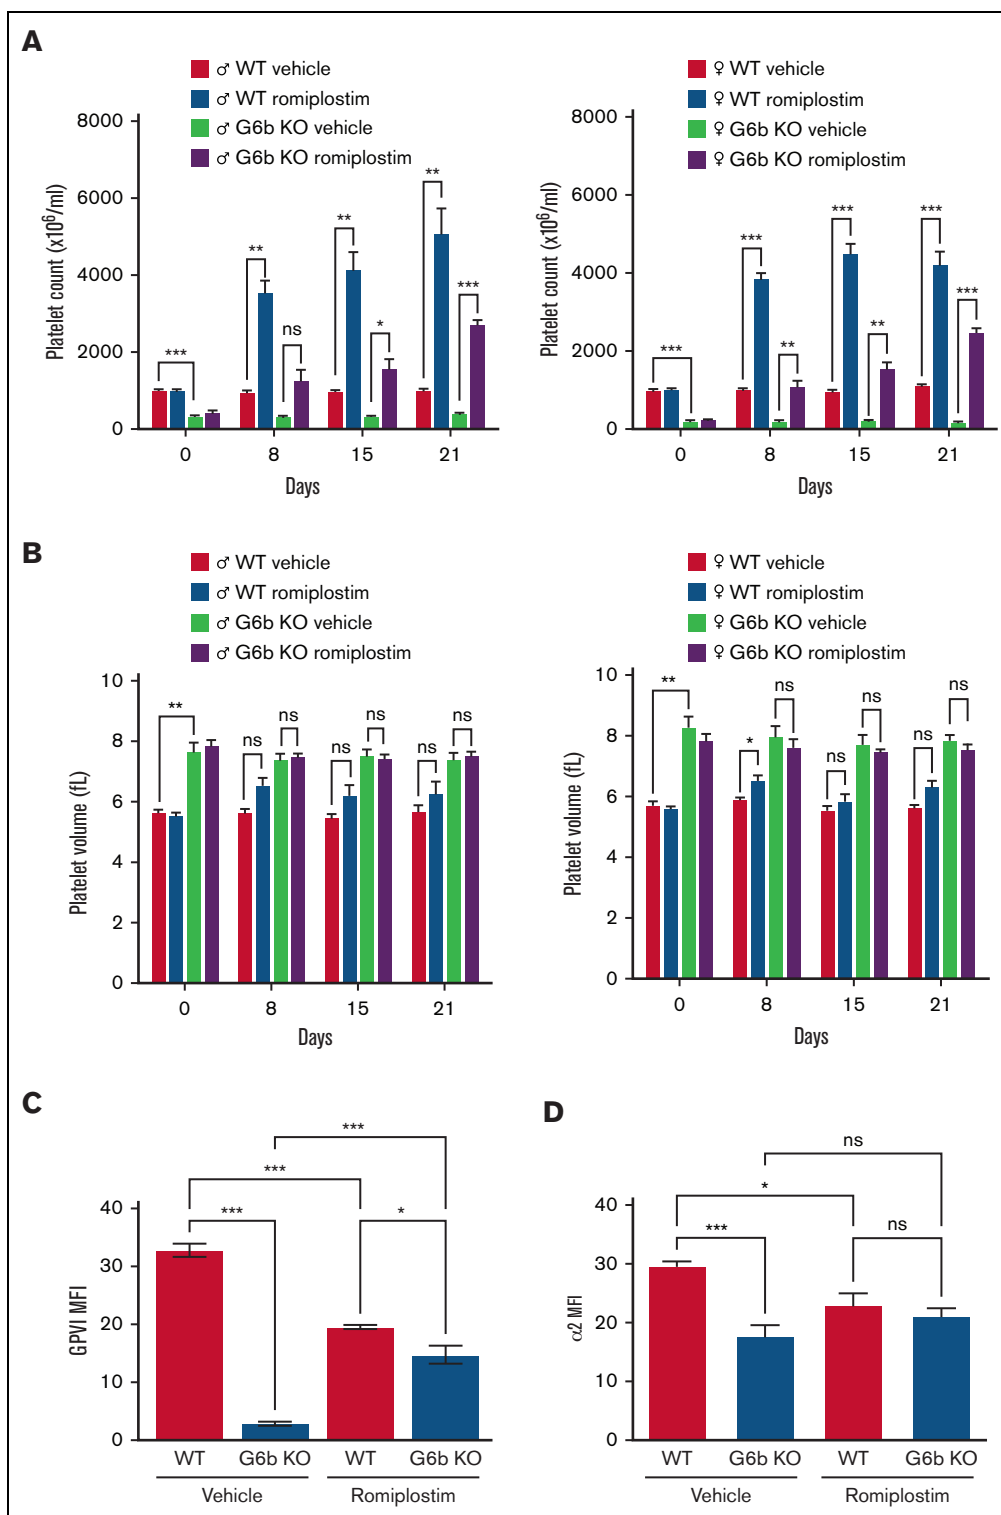 A
♂ WT vehicle
♂ WT romiplostim
♂ G6b KO vehicle
♂ G6b KO romiplostim
Platelet count (x10⁶/ml)
8000
6000
4000
2000
0
***
**
ns
**
*
**
***
0 8 15 21
Days
♀ WT vehicle
♀ WT romiplostim
♀ G6b KO vehicle
♀ G6b KO romiplostim
Platelet count (x10⁶/ml)
8000
6000
4000
2000
0
***
***
**
***
**
***
***
0 8 15 21
Days
B
♂ WT vehicle
♂ WT romiplostim
♂ G6b KO vehicle
♂ G6b KO romiplostim
Platelet volume (fL)
10
8
6
4
2
0
**
ns
ns
ns
ns
ns
ns
0 8 15 21
Days
♀ WT vehicle
♀ WT romiplostim
♀ G6b KO vehicle
♀ G6b KO romiplostim
Platelet volume (fL)
10
8
6
4
2
0
**
*
ns
ns
ns
ns
ns
0 8 15 21
Days
C
GPVI MFI
40
30
20
10
0
***
***
***
*
WT G6b KO WT G6b KO
Vehicle Romiplostim
D
α2 MFI
40
30
20
10
0
ns
*
***
ns
WT G6b KO WT G6b KO
Vehicle Romiplostim